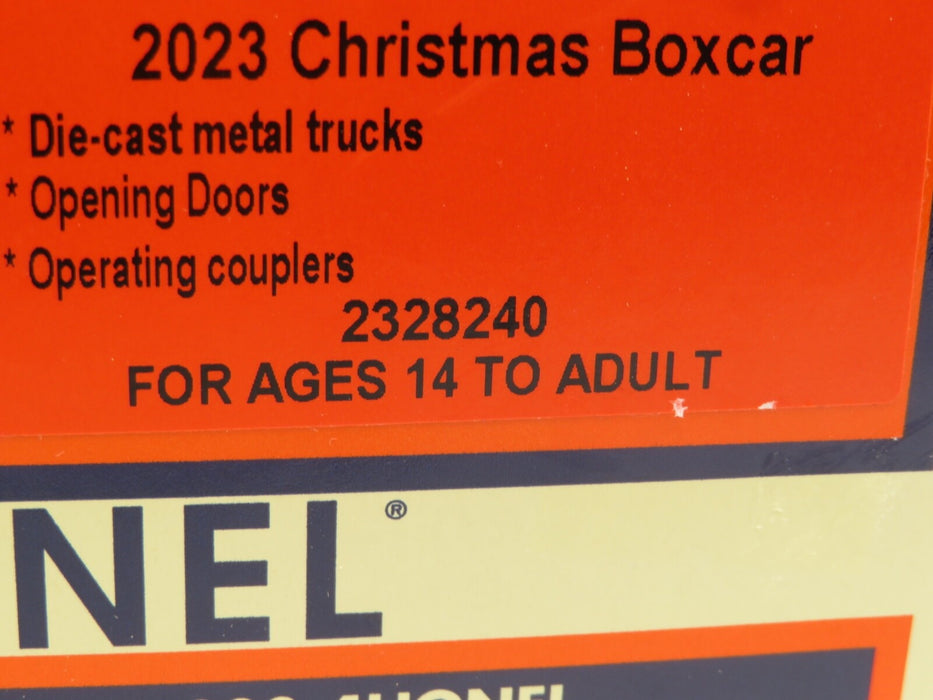 2023 Christmas Boxcar
* Die-cast metal trucks
* Opening Doors
* Operating couplers
2328240
FOR AGES 14 TO ADULT
NEL®